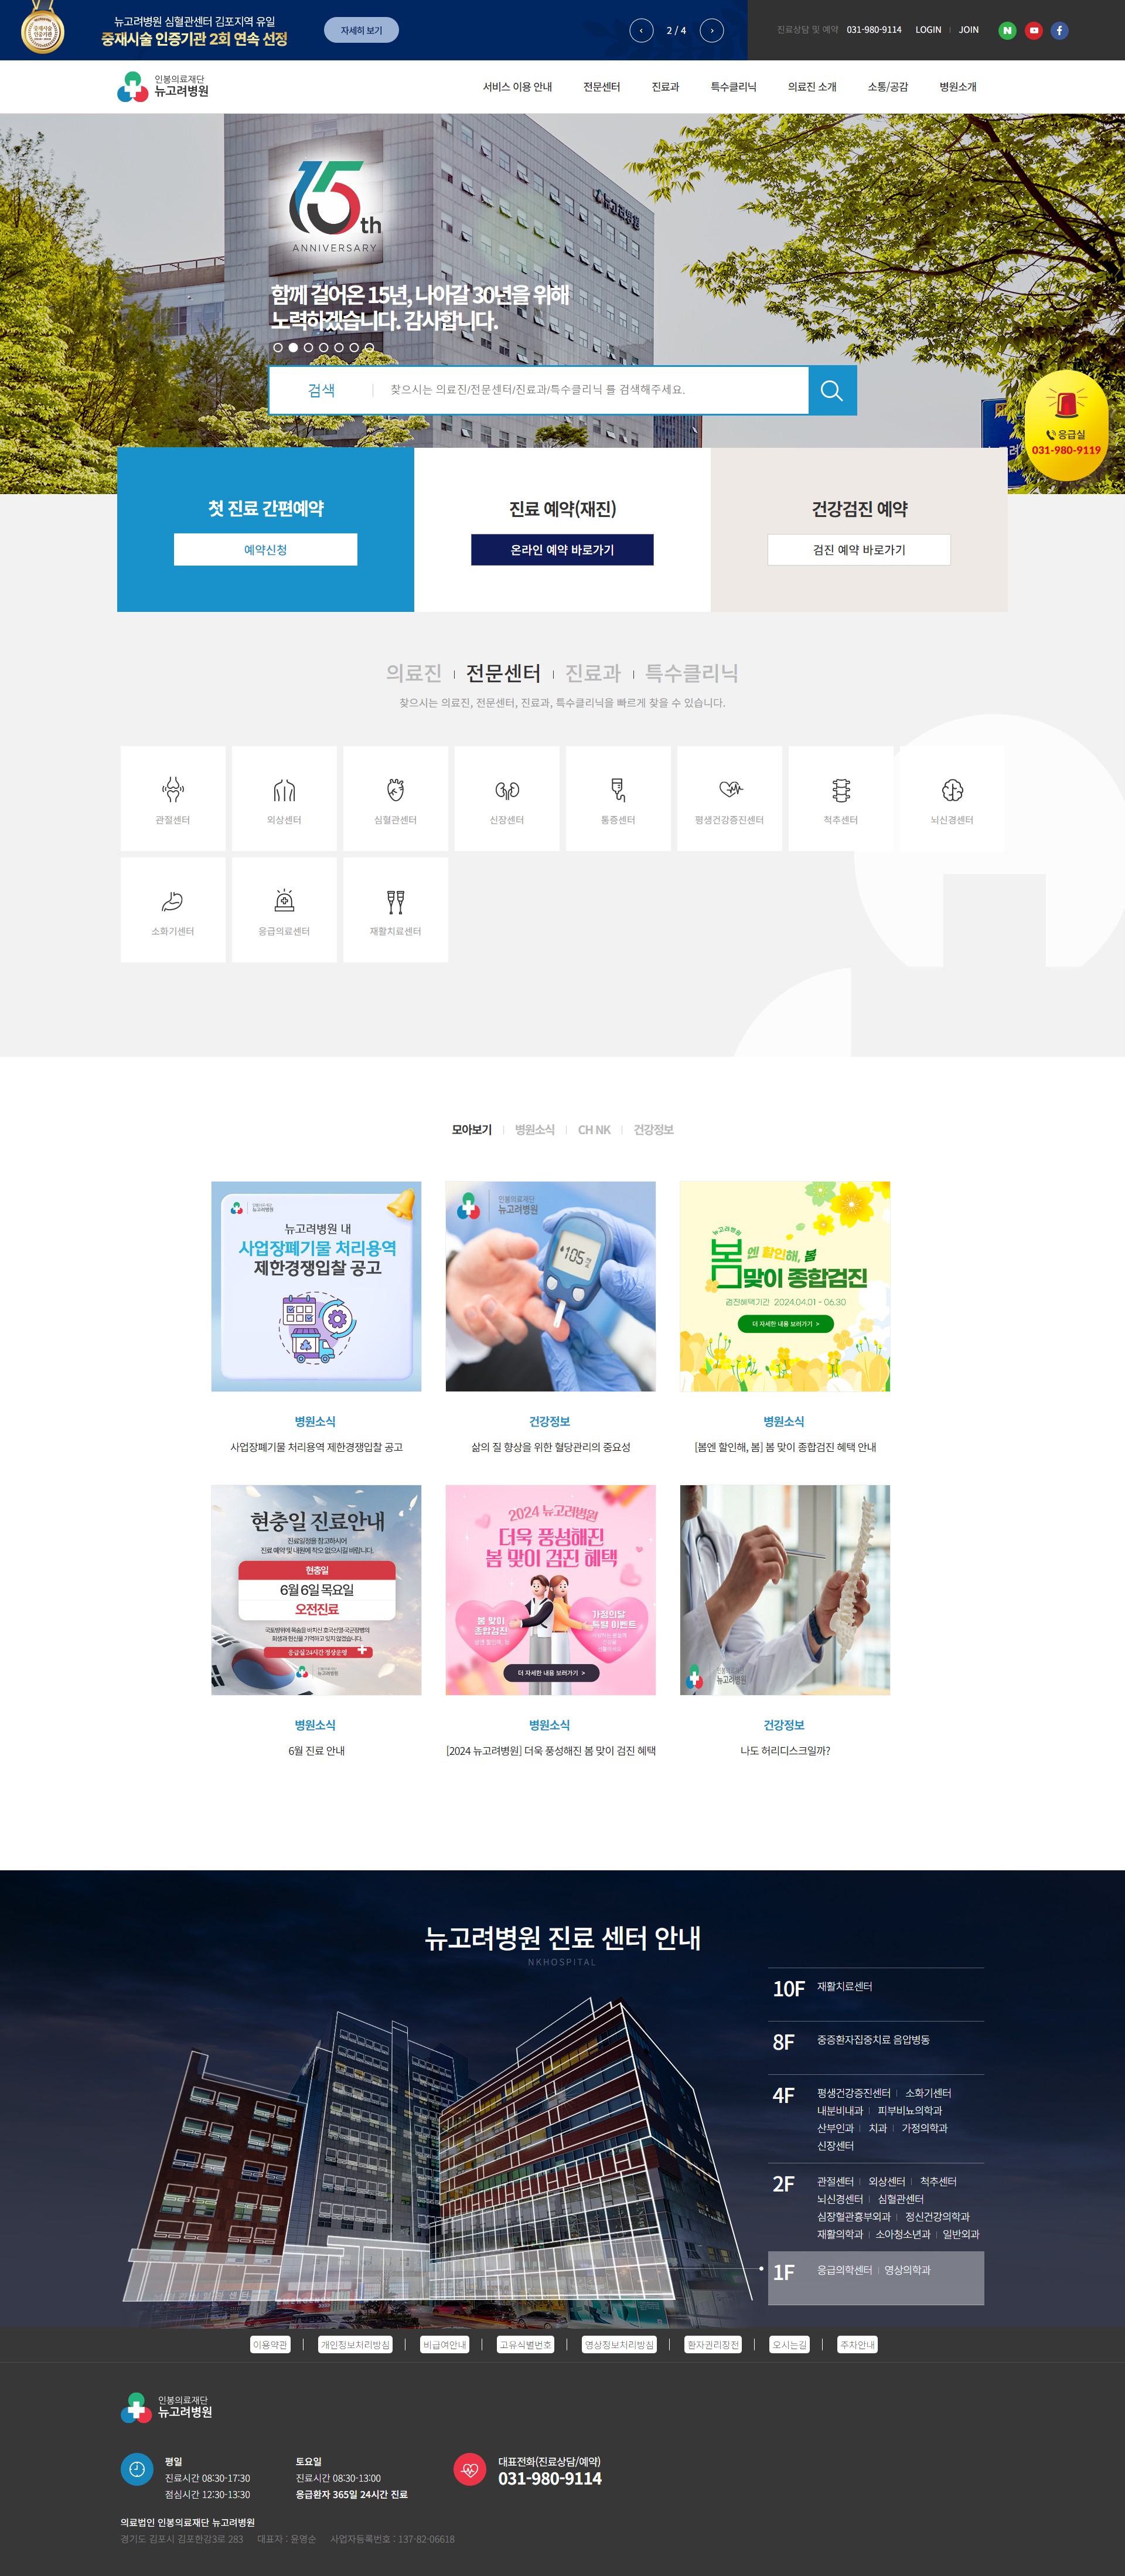 뉴고려병원 심혈관센터 김포지역 유일
중재시술 인증기관 2회 연속 선정
자세히 보기
2 / 4
진료상담 및 예약 031-980-9114 LOGIN JOIN
인봉의료재단
뉴고려병원
서비스 이용 안내 전문센터 진료과 특수클리닉 의료진 소개 소통/공감 병원소개
뉴고려병원
15th
ANNIVERSARY
함께 걸어온 15년, 나아갈 30년을 위해
노력하겠습니다. 감사합니다.
검색 찾으시는 의료진/전문센터/진료과/특수클리닉 를 검색해주세요.
응급실
031-980-9119
첫 진료 간편예약
예약신청
진료 예약(재진)
온라인 예약 바로가기
건강검진 예약
검진 예약 바로가기
의료진 전문센터 진료과 특수클리닉
찾으시는 의료진, 전문센터, 진료과, 특수클리닉을 빠르게 찾을 수 있습니다.
관절센터 외상센터 심혈관센터 신장센터 통증센터 평생건강증진센터 척추센터 뇌신경센터
소화기센터 응급의료센터 재활치료센터
모아보기 병원소식 CH NK 건강정보
뉴고려병원
뉴고려병원 내
사업장폐기물 처리용역
제한경쟁입찰 공고
인봉의료재단
뉴고려병원
105
뉴고려병원
봄엔 할인해, 봄
봄맞이 종합검진
검진혜택기간 2024.04.01 - 06.30
더 자세한 내용 보러가기 >
병원소식
사업장폐기물 처리용역 제한경쟁입찰 공고
건강정보
삶의 질 향상을 위한 혈당관리의 중요성
병원소식
[봄엔 할인해, 봄] 봄 맞이 종합검진 혜택 안내
현충일 진료안내
진료일정을 참고하시어
진료 예약 및 내원에 착오 없으시길 바랍니다.
현충일
6월 6일 목요일
오전진료
국토방위에 목숨을 바치신 호국선열·국군장병의
희생과 헌신을 기억하고 잊지 않겠습니다.
응급실 24시간 정상운영
뉴고려병원
2024 뉴고려병원
더욱 풍성해진
봄 맞이 검진 혜택
봄 맞이
종합검진
가정의달
특별 이벤트
더 자세한 내용 보러가기 >
뉴고려병원
병원소식
6월 진료 안내
병원소식
[2024 뉴고려병원] 더욱 풍성해진 봄 맞이 검진 혜택
건강정보
나도 허리디스크일까?
뉴고려병원 진료 센터 안내
NKHOSPITAL
10F 재활치료센터
8F 중증환자집중치료 음압병동
4F 평생건강증진센터 소화기센터
내분비내과 피부비뇨의학과
산부인과 치과 가정의학과
신장센터
2F 관절센터 외상센터 척추센터
뇌신경센터 심혈관센터
심장혈관흉부외과 정신건강의학과
재활의학과 소아청소년과 일반외과
1F 응급의학센터 영상의학과
이용약관 개인정보처리방침 비급여안내 고유식별번호 영상정보처리방침 환자권리장전 오시는길 주차안내
인봉의료재단
뉴고려병원
평일
진료시간 08:30-17:30
점심시간 12:30-13:30
토요일
진료시간 08:30-13:00
응급환자 365일 24시간 진료
대표전화(진료상담/예약)
031-980-9114
의료법인 인봉의료재단 뉴고려병원
경기도 김포시 김포한강3로 283 대표자 : 윤영순 사업자등록번호 : 137-82-06618